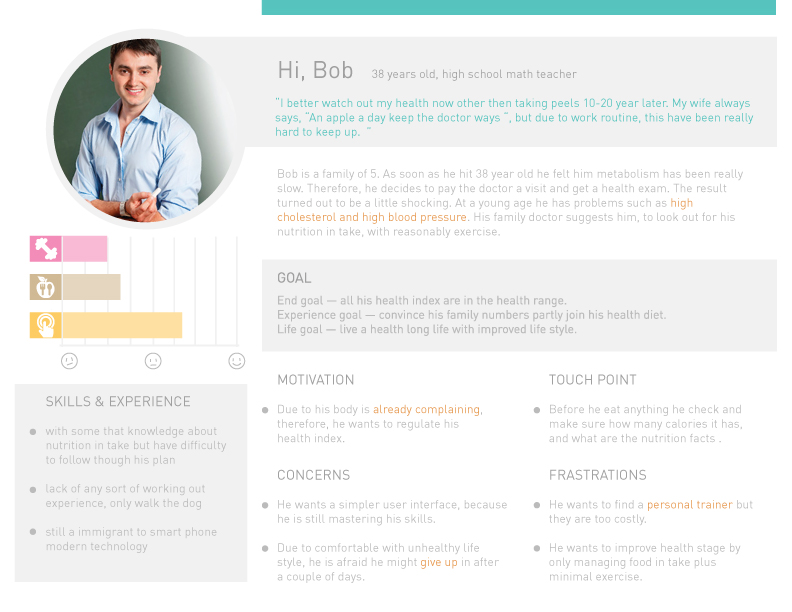 Hi, Bob 38 years old, high school math teacher
"I better watch out my health now other then taking peels 10-20 year later. My wife always
says, "An apple a day keep the doctor ways ", but due to work routine, this have been really
hard to keep up. "
Bob is a family of 5. As soon as he hit 38 year old he felt him metabolism has been really
slow. Therefore, he decides to pay the doctor a visit and get a health exam. The result
turned out to be a little shocking. At a young age he has problems such as high
cholesterol and high blood pressure. His family doctor suggests him, to look out for his
nutrition in take, with reasonably exercise.
GOAL
End goal — all his health index are in the health range.
Experience goal — convince his family numbers partly join his health diet.
Life goal — live a health long life with improved life style.
SKILLS & EXPERIENCE
with some that knowledge about
nutrition in take but have difficulty
to follow though his plan
lack of any sort of working out
experience, only walk the dog
still a immigrant to smart phone
modern technology
MOTIVATION
Due to his body is already complaining,
therefore, he wants to regulate his
health index.
CONCERNS
He wants a simpler user interface, because
he is still mastering his skills.
Due to comfortable with unhealthy life
style, he is afraid he might give up in after
a couple of days.
TOUCH POINT
Before he eat anything he check and
make sure how many calories it has,
and what are the nutrition facts .
FRASTRATIONS
He wants to find a personal trainer but
they are too costly.
He wants to improve health stage by
only managing food in take plus
minimal exercise.